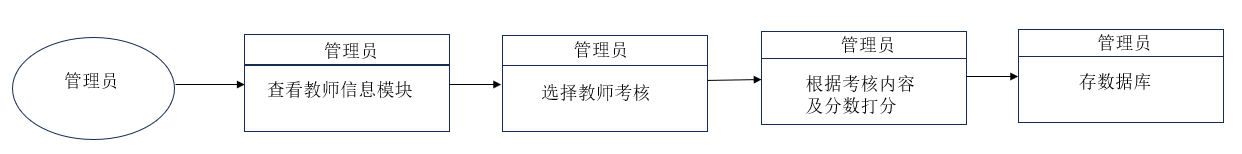 管理员
管理员
查看教师信息模块
管理员
选择教师考核
管理员
根据考核内容
及分数打分
管理员
存数据库